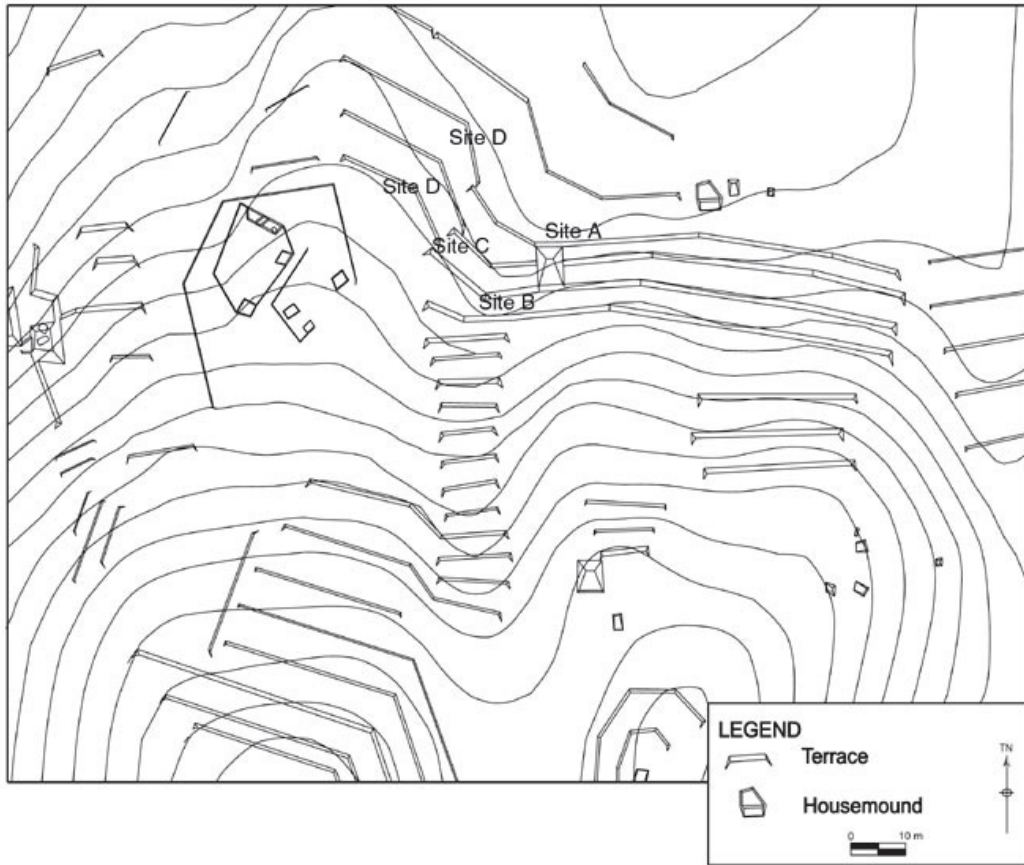 Site D
Site D
Site A
Site C
Site B
LEGEND
Terrace
Housemound
TN
0 10 m